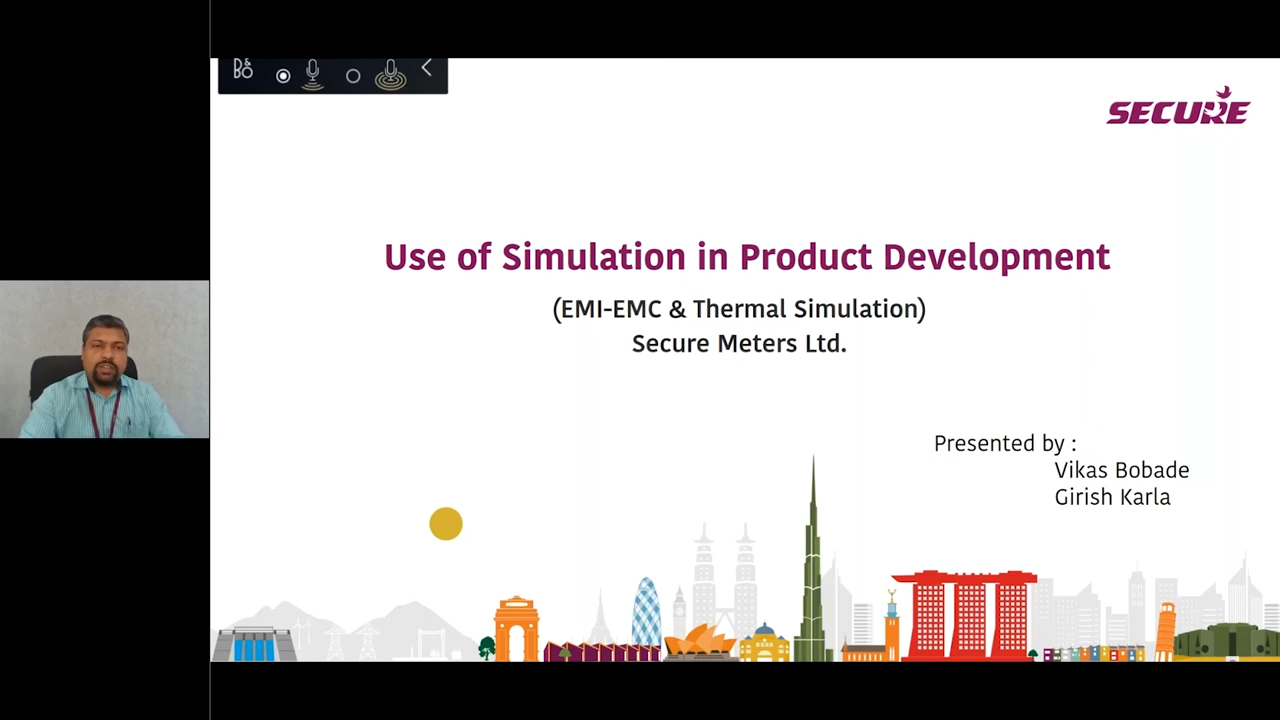 B&O
SECURE
Use of Simulation in Product Development
(EMI-EMC & Thermal Simulation)
Secure Meters Ltd.
Presented by :
Vikas Bobade
Girish Karla